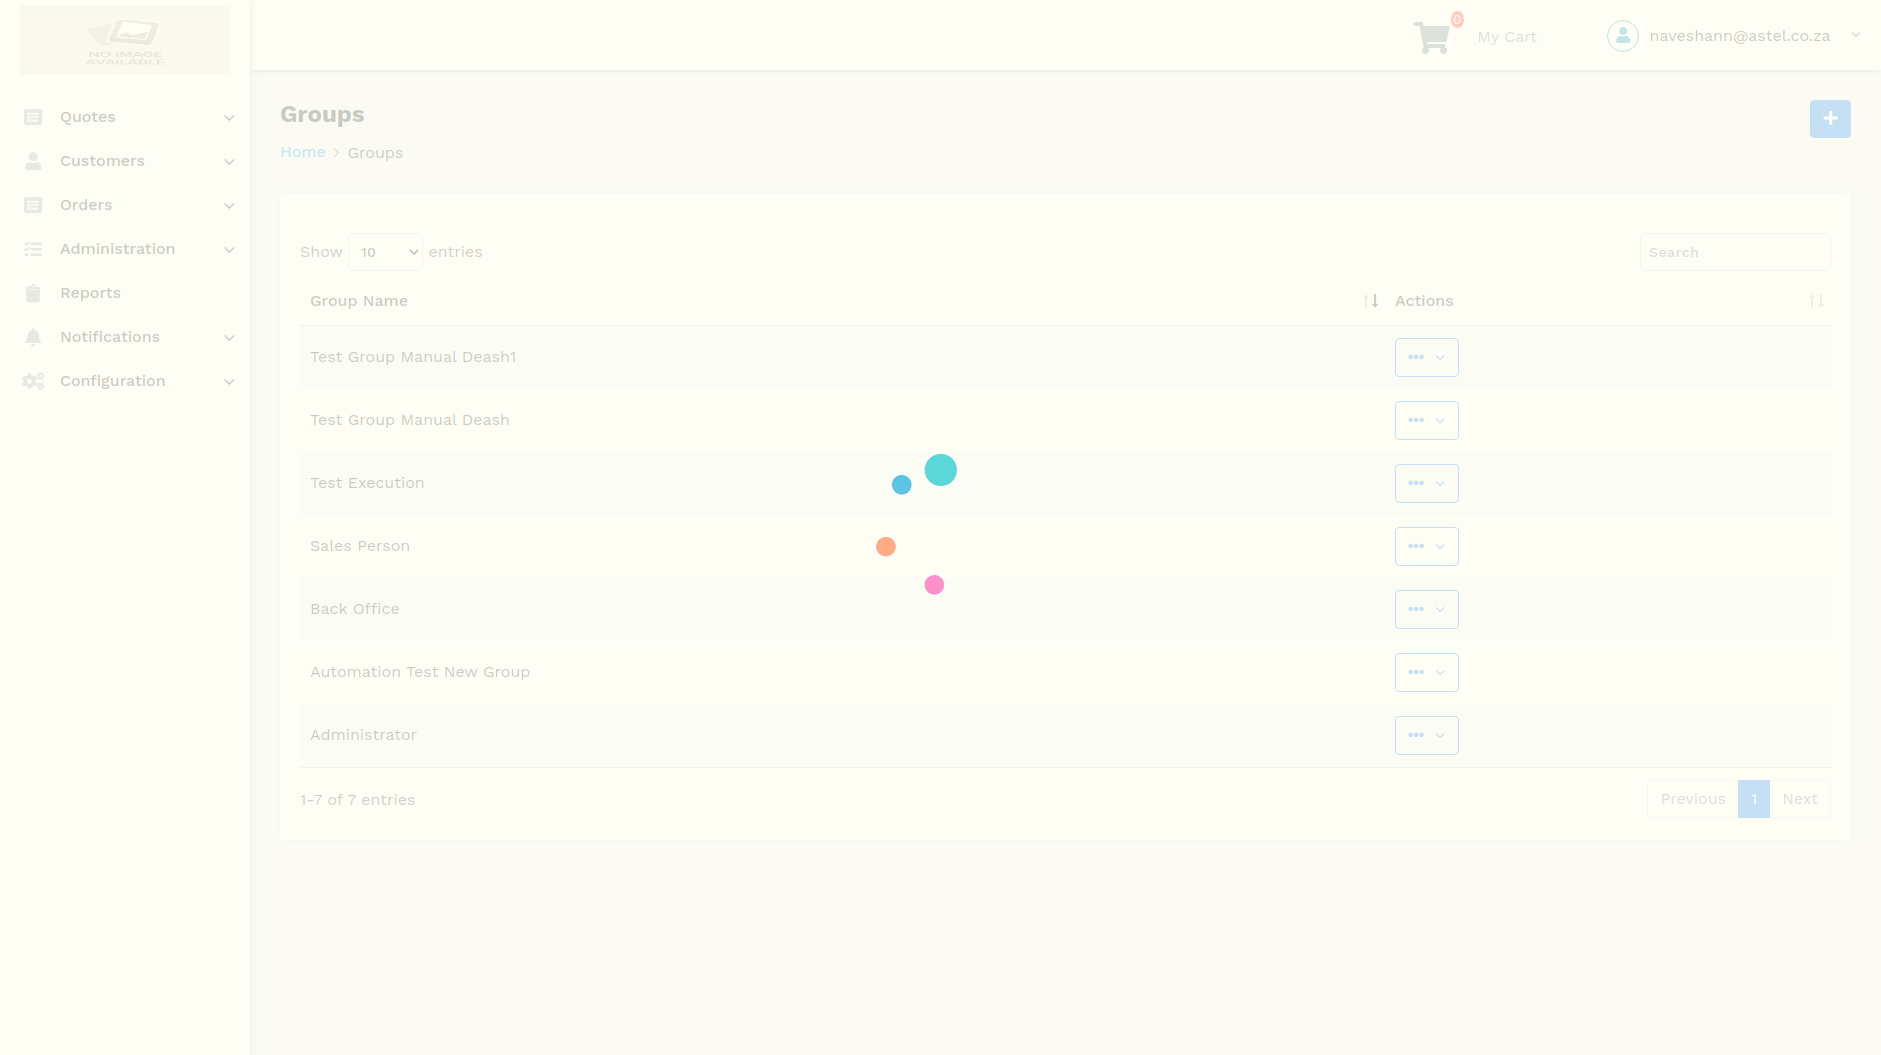 NO IMAGE
AVAILABLE
0
My Cart
naveshann@astel.co.za
Quotes
Customers
Orders
Administration
Reports
Notifications
Configuration
Groups
Home > Groups
Show 10 entries
Search
Group Name
Actions
Test Group Manual Deash1
Test Group Manual Deash
Test Execution
Sales Person
Back Office
Automation Test New Group
Administrator
1-7 of 7 entries
Previous 1 Next